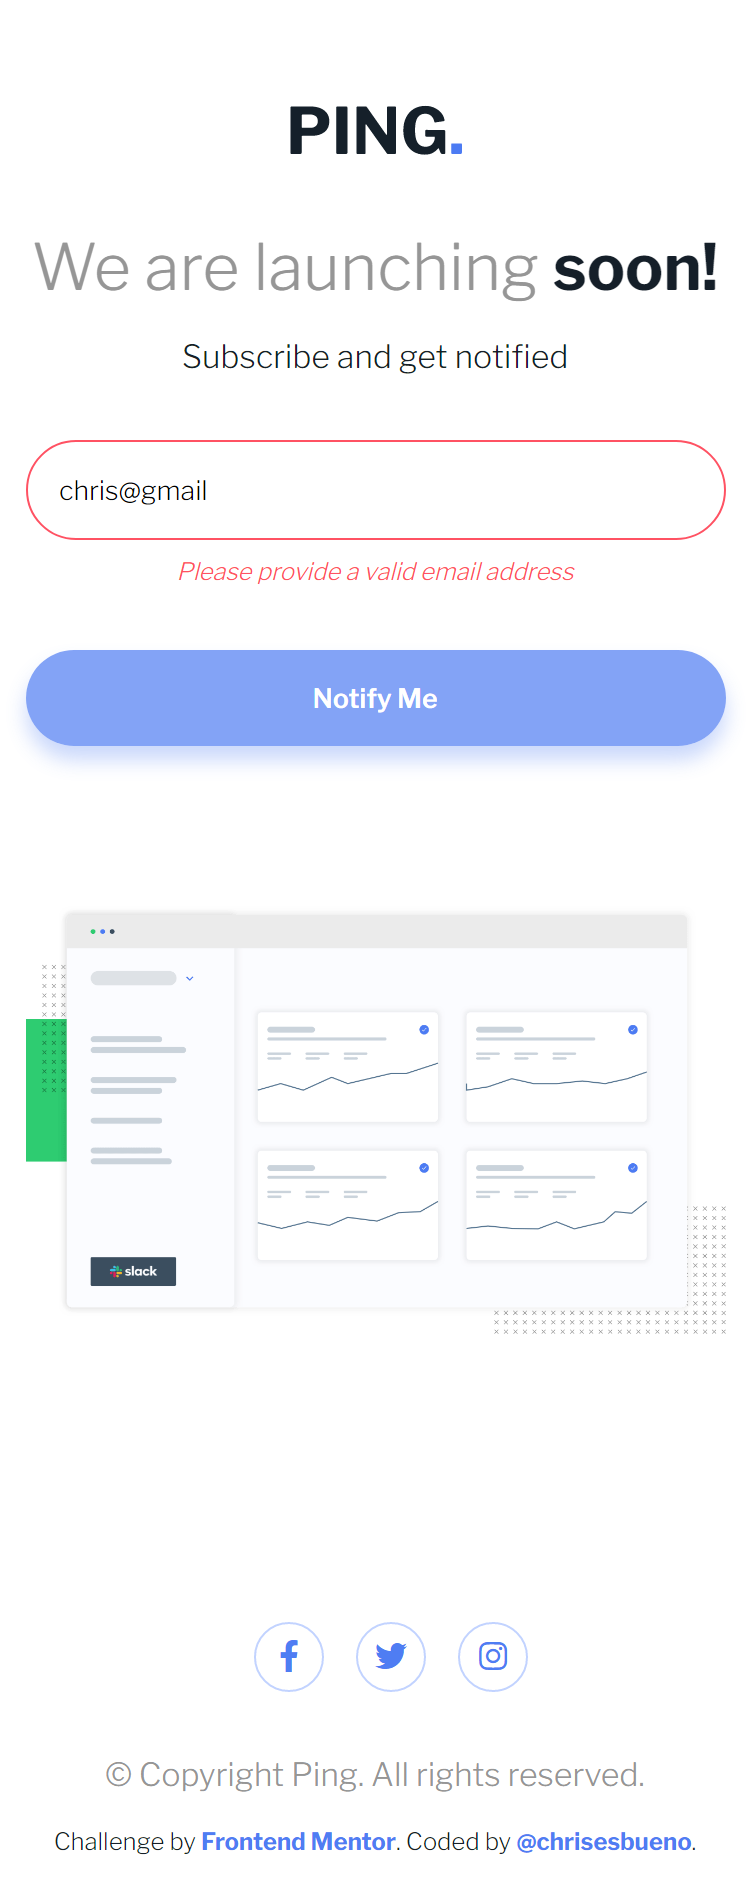 PING.
We are launching soon!
Subscribe and get notified
chris@gmail
Please provide a valid email address
Notify Me
slack
© Copyright Ping. All rights reserved.
Challenge by Frontend Mentor. Coded by @chrisesbueno.